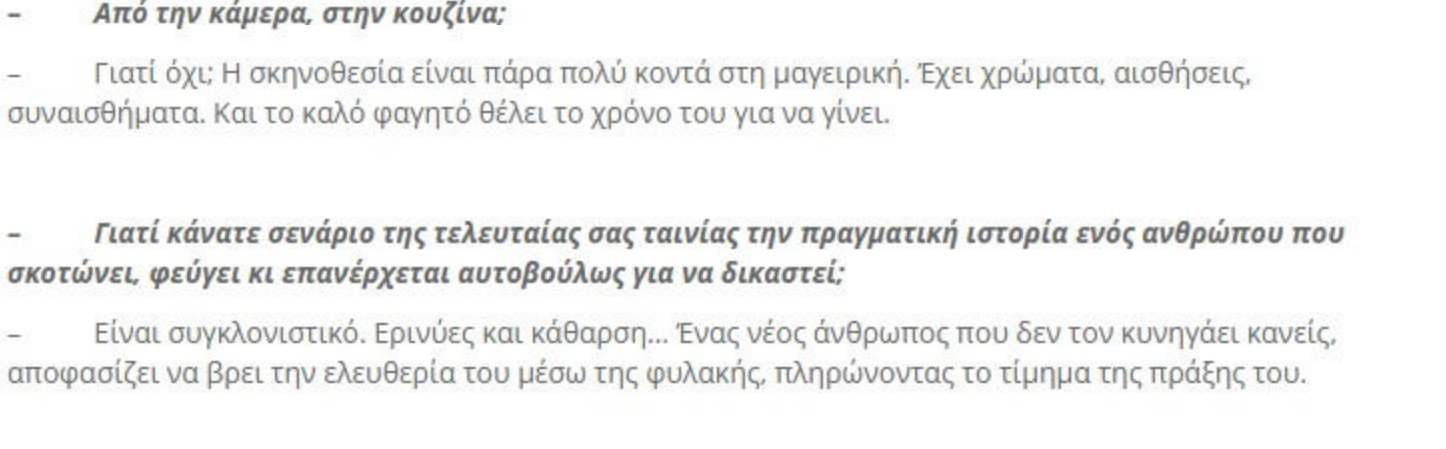 – Από την κάμερα, στην κουζίνα;
– Γιατί όχι; Η σκηνοθεσία είναι πάρα πολύ κοντά στη μαγειρική. Έχει χρώματα, αισθήσεις,
συναισθήματα. Και το καλό φαγητό θέλει το χρόνο του για να γίνει.
– Γιατί κάνατε σενάριο της τελευταίας σας ταινίας την πραγματική ιστορία ενός ανθρώπου που
σκοτώνει, φεύγει κι επανέρχεται αυτοβούλως για να δικαστεί;
– Είναι συγκλονιστικό. Ερινύες και κάθαρση... Ένας νέος άνθρωπος που δεν τον κυνηγάει κανείς,
αποφασίζει να βρει την ελευθερία του μέσω της φυλακής, πληρώνοντας το τίμημα της πράξης του.